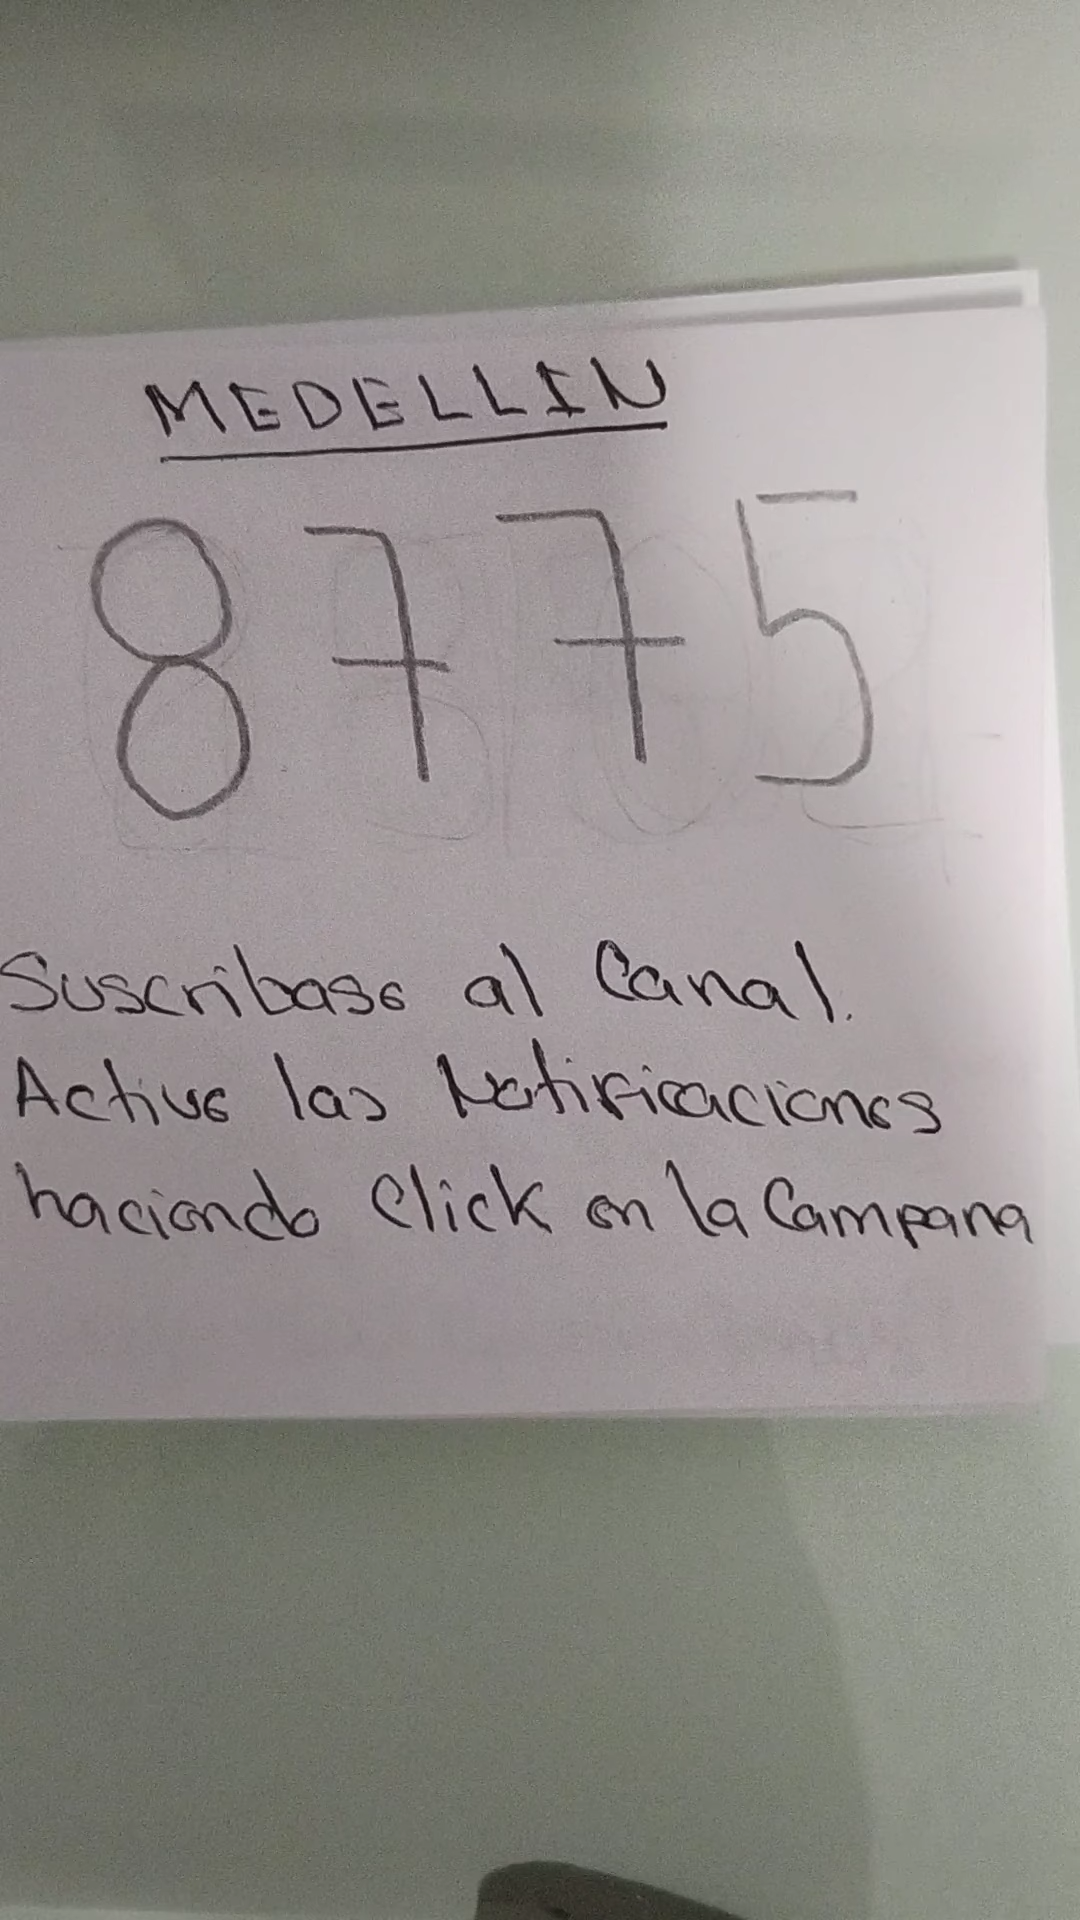 MEDELLIN
8775
Suscribase al Canal.
Active las Notificaciones
haciendo Click en la Campana